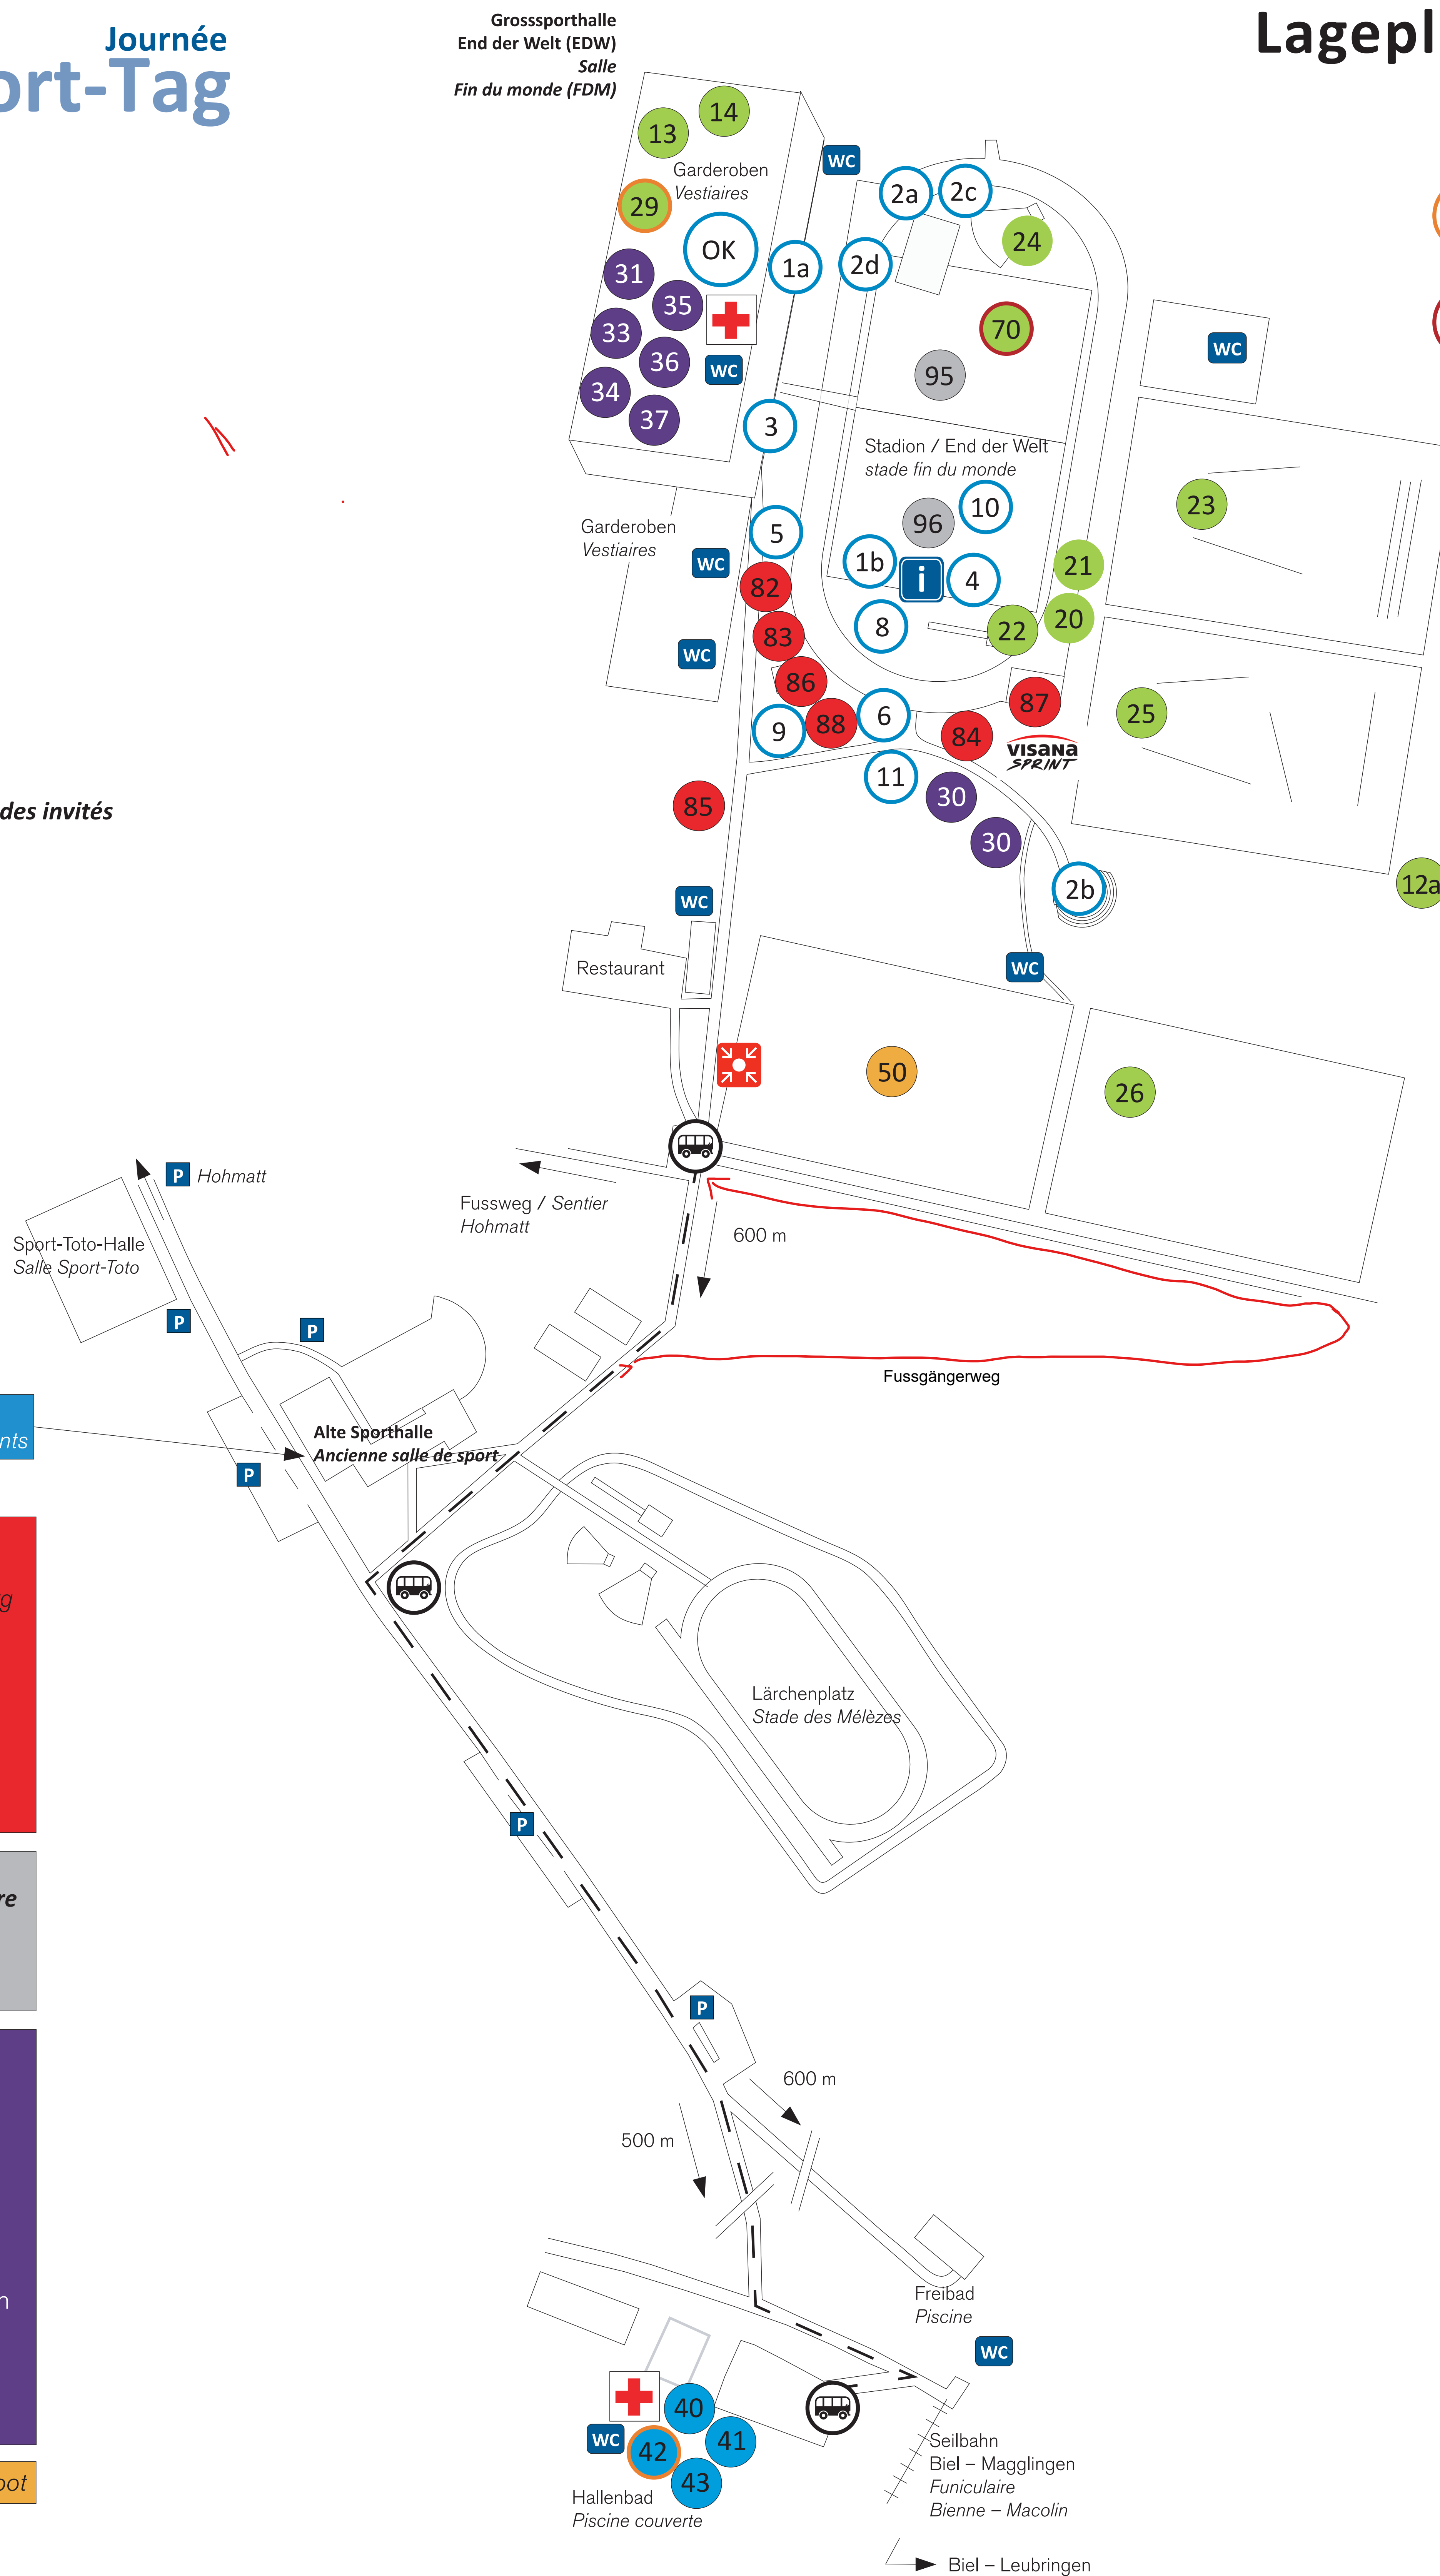 Journée
ort-Tag
Grosssporthalle
End der Welt (EDW)
Salle
Fin du monde (FDM)
Lagepl
14
13
Garderoben
Vestiaires
29
OK
31
35
33
36
34
37
WC
WC
1a
2a
2c
2d
24
70
95
3
WC
Stadion / End der Welt
stade fin du monde
23
10
96
5
Garderoben
Vestiaires
WC
1b
i
4
21
20
22
82
8
83
WC
86
87
88
6
9
84
VISANA
SPRINT
25
11
85
30
30
des invités
2b
12a
WC
Restaurant
WC
50
26
P
Hohmatt
Fussweg / Sentier
Hohmatt
600 m
Sport-Toto-Halle
Salle Sport-Toto
P
P
Fussgängerweg
nts
Alte Sporthalle
Ancienne salle de sport
P
g
Lärchenplatz
Stade des Mélèzes
P
re
P
600 m
500 m
n
Freibad
Piscine
WC
40
WC
42
41
43
Hallenbad
Piscine couverte
Seilbahn
Biel – Magglingen
Funiculaire
Bienne – Macolin
oot
Biel – Leubringen